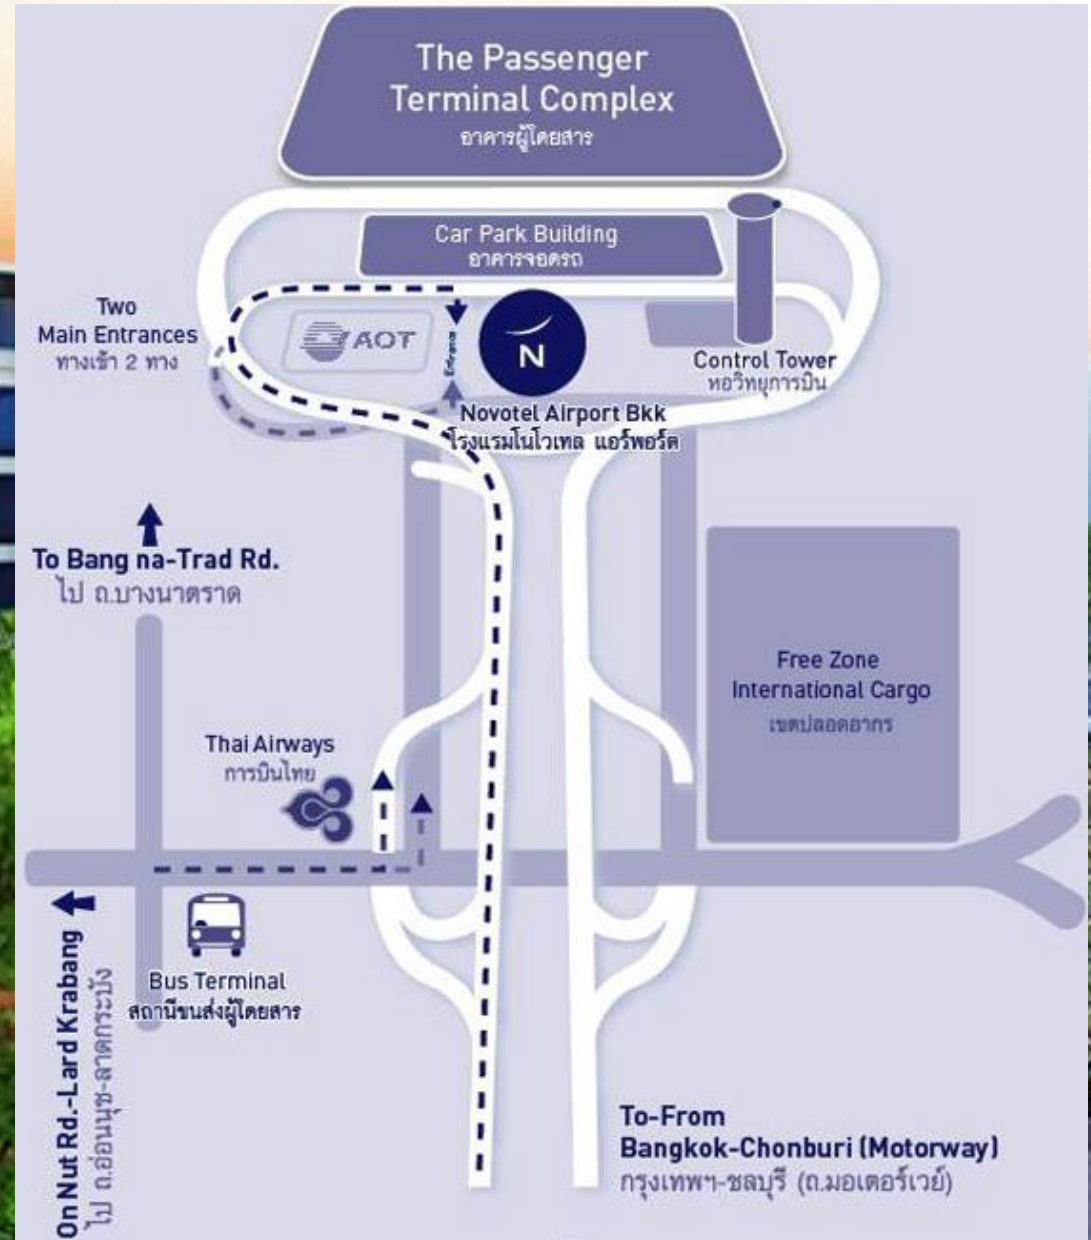 The Passenger
Terminal Complex
อาคารผู้โดยสาร
Car Park Building
อาคารจอดรถ
Two
Main Entrances
ทางเข้า 2 ทาง
AOT
Entrance
N
Control Tower
หอวิทยุการบิน
Novotel Airport Bkk
โรงแรมโนโวเทล แอร์พอร์ต
To Bang na-Trad Rd.
ไป ถ.บางนาตราด
Free Zone
International Cargo
เขตปลอดอากร
Thai Airways
การบินไทย
Bus Terminal
สถานีขนส่งผู้โดยสาร
On Nut Rd.-Lard Krabang
ไป ถ.อ่อนนุช-ลาดกระบัง
To-From
Bangkok-Chonburi (Motorway)
กรุงเทพฯ-ชลบุรี (ถ.มอเตอร์เวย์)